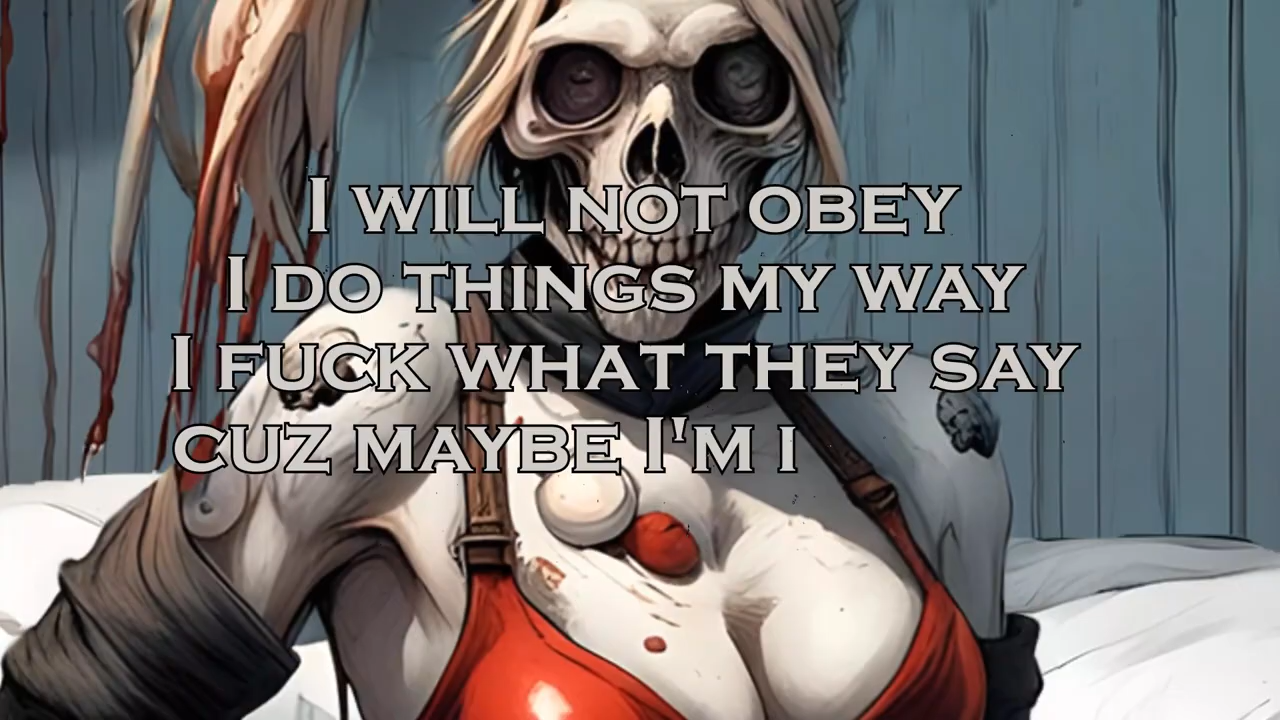 I WILL NOT OBEY
I DO THINGS MY WAY
I FUCK WHAT THEY SAY
CUZ MAYBE I'M I